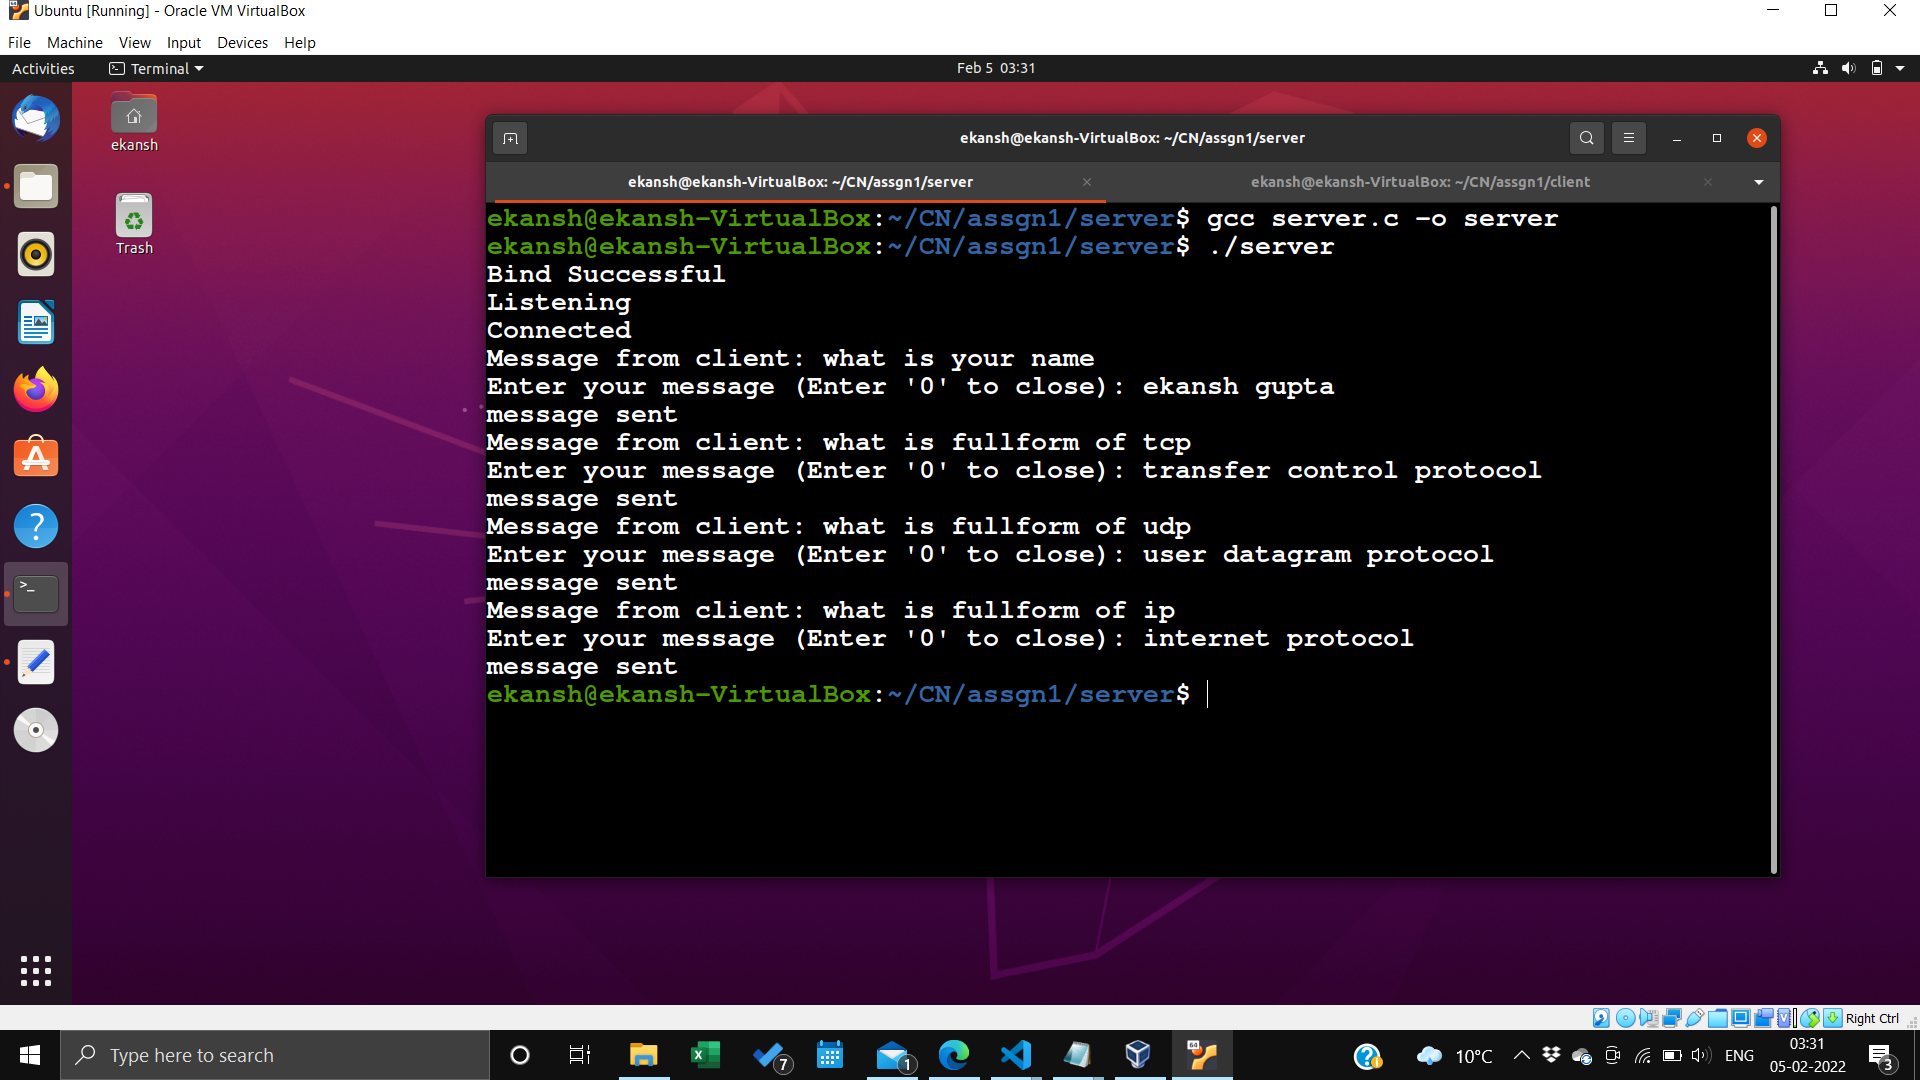 Ubuntu [Running] - Oracle VM VirtualBox
File Machine View Input Devices Help
Activities Terminal Feb 5 03:31
ekansh
Trash
ekansh@ekansh-VirtualBox: ~/CN/assgn1/server
ekansh@ekansh-VirtualBox: ~/CN/assgn1/server ekansh@ekansh-VirtualBox: ~/CN/assgn1/client
ekansh@ekansh-VirtualBox:~/CN/assgn1/server$ gcc server.c -o server
ekansh@ekansh-VirtualBox:~/CN/assgn1/server$ ./server
Bind Successful
Listening
Connected
Message from client: what is your name
Enter your message (Enter '0' to close): ekansh gupta
message sent
Message from client: what is fullform of tcp
Enter your message (Enter '0' to close): transfer control protocol
message sent
Message from client: what is fullform of udp
Enter your message (Enter '0' to close): user datagram protocol
message sent
Message from client: what is fullform of ip
Enter your message (Enter '0' to close): internet protocol
message sent
ekansh@ekansh-VirtualBox:~/CN/assgn1/server$
Right Ctrl
Type here to search 7 1 64 10°C ENG 03:31
05-02-2022 3